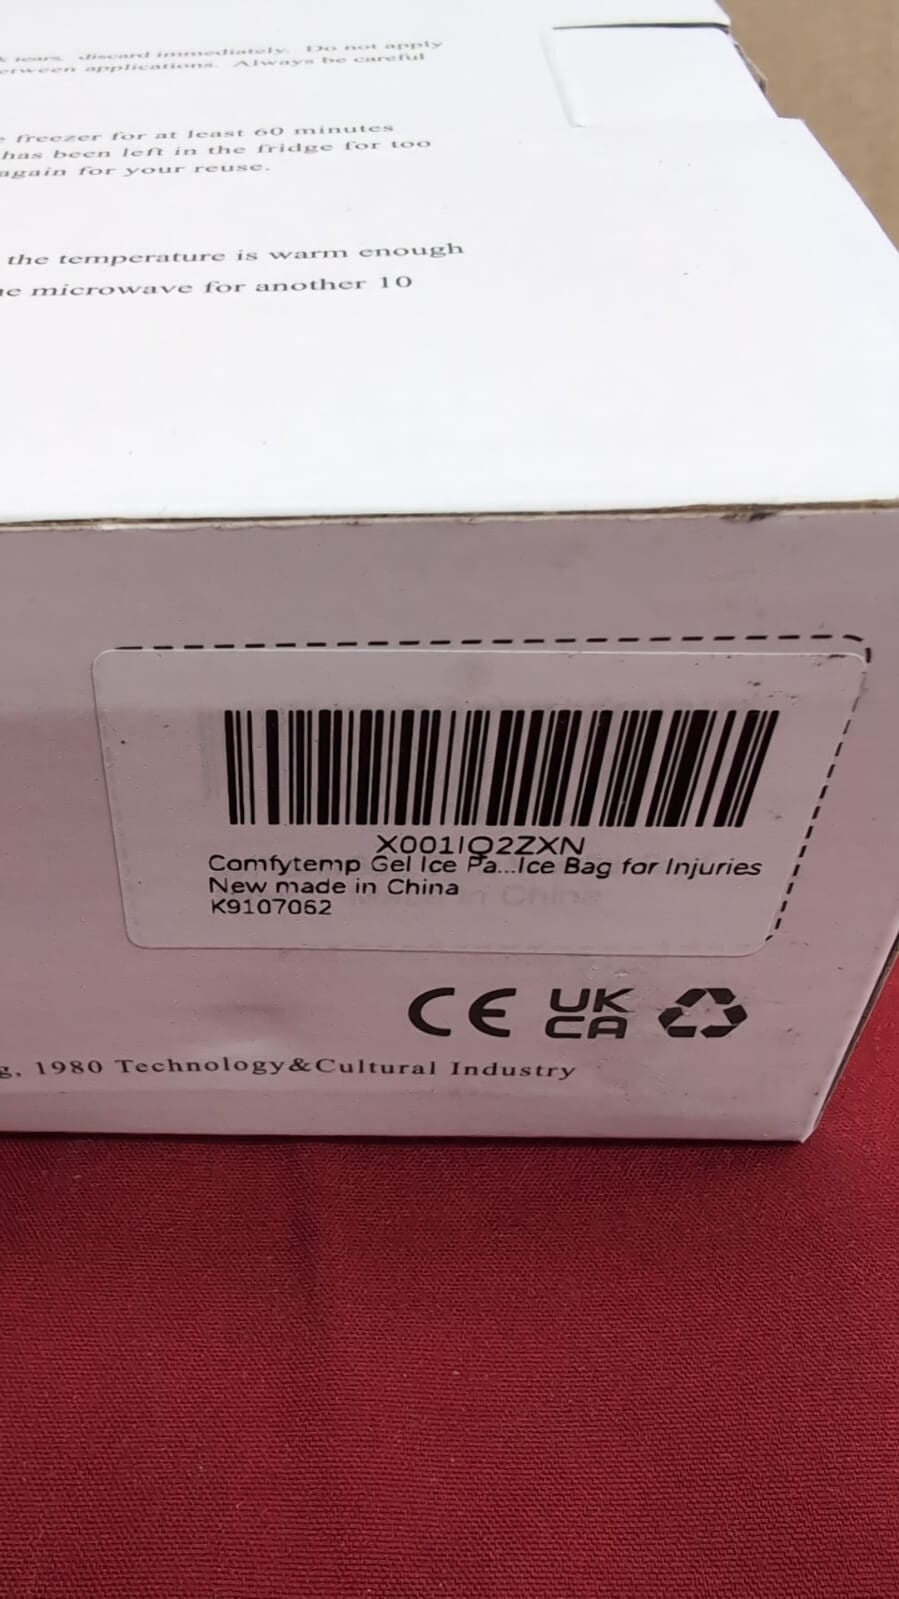 tears, discard immediately. Do not apply
between applications. Always be careful
freezer for at least 60 minutes
has been left in the fridge for too
again for your reuse.
the temperature is warm enough
microwave for another 10
X001IQ2ZXN
Comfytemp Gel Ice Pa...Ice Bag for Injuries
New made in China
K9107062
CE UK
CA
g, 1980 Technology&Cultural Industry